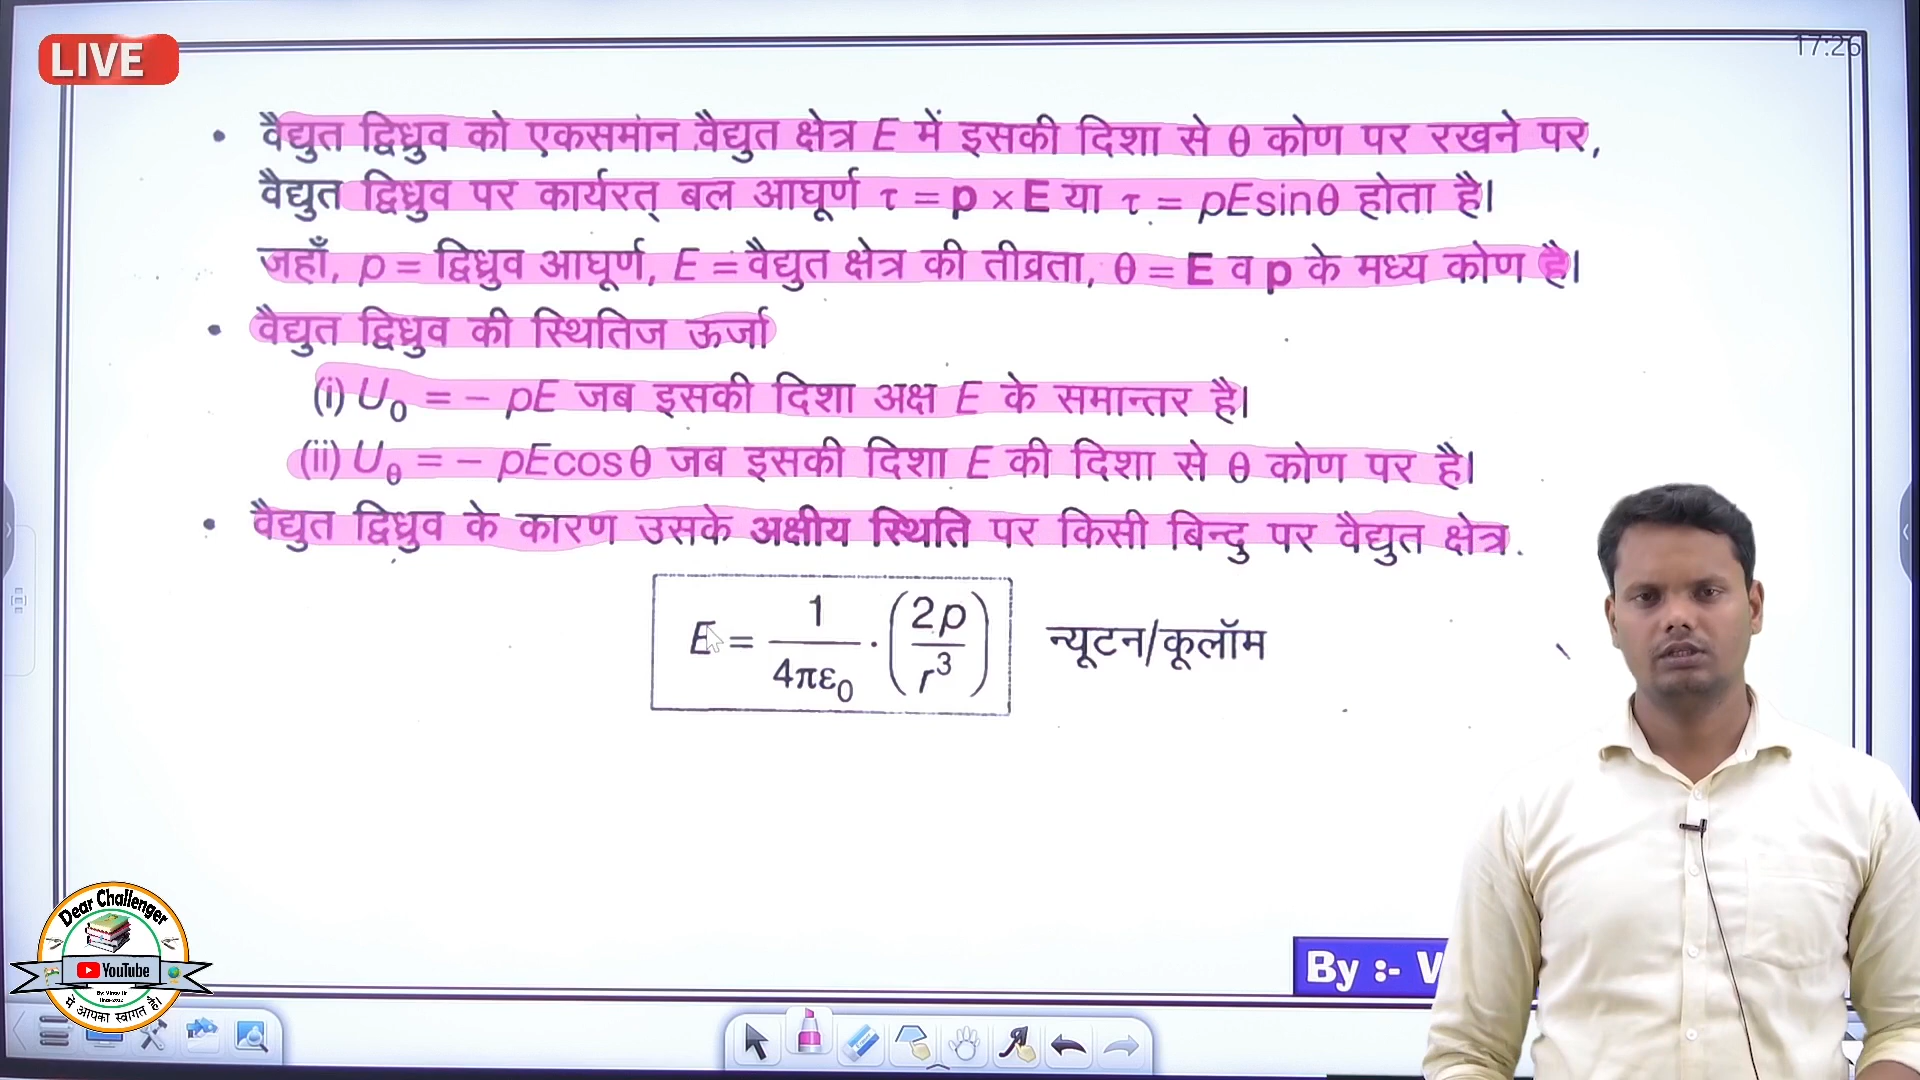 LIVE
17:26
• वैद्युत द्विध्रुव को एकसमान वैद्युत क्षेत्र E में इसकी दिशा से θ कोण पर रखने पर,
वैद्युत द्विध्रुव पर कार्यरत् बल आघूर्ण τ = p × E या τ = pEsinθ होता है।
जहाँ, p = द्विध्रुव आघूर्ण, E = वैद्युत क्षेत्र की तीव्रता, θ = E व p के मध्य कोण है।
• वैद्युत द्विध्रुव की स्थितिज ऊर्जा
(i) U₀ = – pE जब इसकी दिशा अक्ष E के समान्तर है।
(ii) Uθ = – pEcosθ जब इसकी दिशा E की दिशा से θ कोण पर है।
• वैद्युत द्विध्रुव के कारण उसके अक्षीय स्थिति पर किसी बिन्दु पर वैद्युत क्षेत्र.
E = 1/4πε₀ · (2p/r³) न्यूटन/कूलॉम
Dear Challenger
YouTube
में आपका स्वागत है।
By :- V